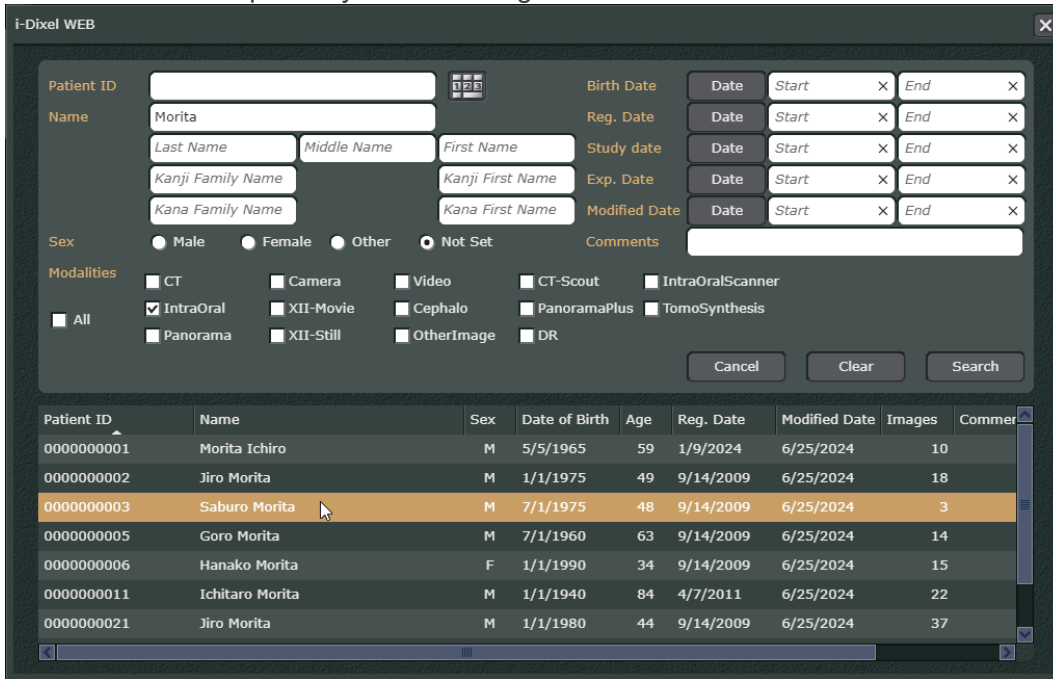 i-Dixel WEB
Patient ID 123 Birth Date Date Start × End ×
Name Morita Reg. Date Date Start × End ×
Last Name Middle Name First Name Study date Date Start × End ×
Kanji Family Name Kanji First Name Exp. Date Date Start × End ×
Kana Family Name Kana First Name Modified Date Date Start × End ×
Sex Male Female Other Not Set Comments
Modalities
CT Camera Video CT-Scout IntraOralScanner
All
IntraOral XII-Movie Cephalo PanoramaPlus TomoSynthesis
Panorama XII-Still OtherImage DR
Cancel Clear Search
Patient ID Name Sex Date of Birth Age Reg. Date Modified Date Images Commer
0000000001 Morita Ichiro M 5/5/1965 59 1/9/2024 6/25/2024 10
0000000002 Jiro Morita M 1/1/1975 49 9/14/2009 6/25/2024 18
0000000003 Saburo Morita M 7/1/1975 48 9/14/2009 6/25/2024 3
0000000005 Goro Morita M 7/1/1960 63 9/14/2009 6/25/2024 14
0000000006 Hanako Morita F 1/1/1990 34 9/14/2009 6/25/2024 15
0000000011 Ichitaro Morita M 1/1/1940 84 4/7/2011 6/25/2024 22
0000000021 Jiro Morita M 1/1/1980 44 9/14/2009 6/25/2024 37